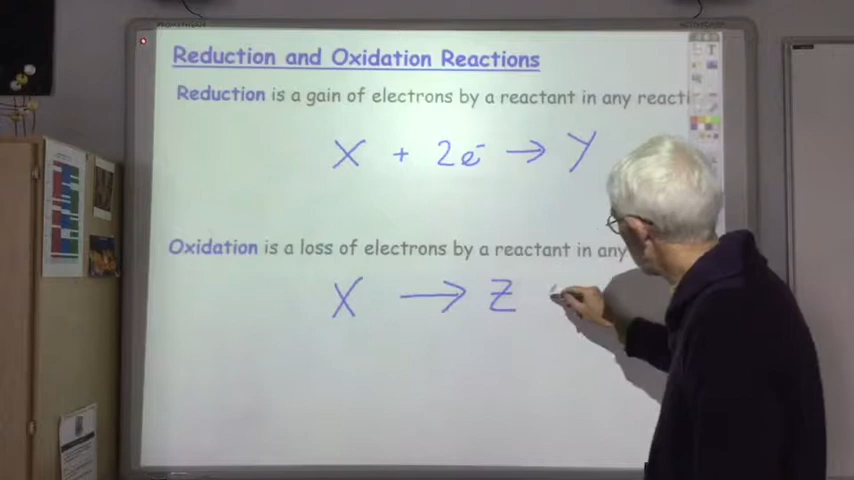 Reduction and Oxidation Reactions
Reduction is a gain of electrons by a reactant in any reacti
X + 2e⁻ → Y
Oxidation is a loss of electrons by a reactant in any
X → Z